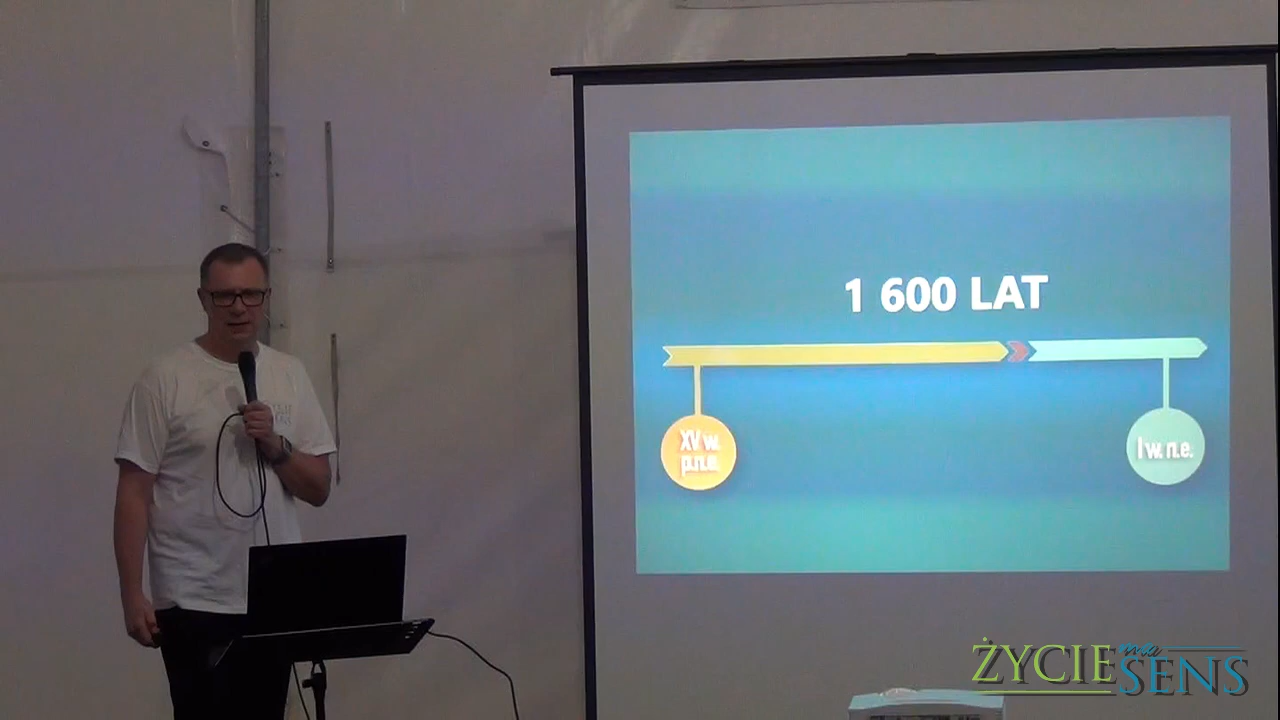 1 600 LAT
XV w.
p.n.e.
I w. n.e.
ŻYCIE ma
SENS